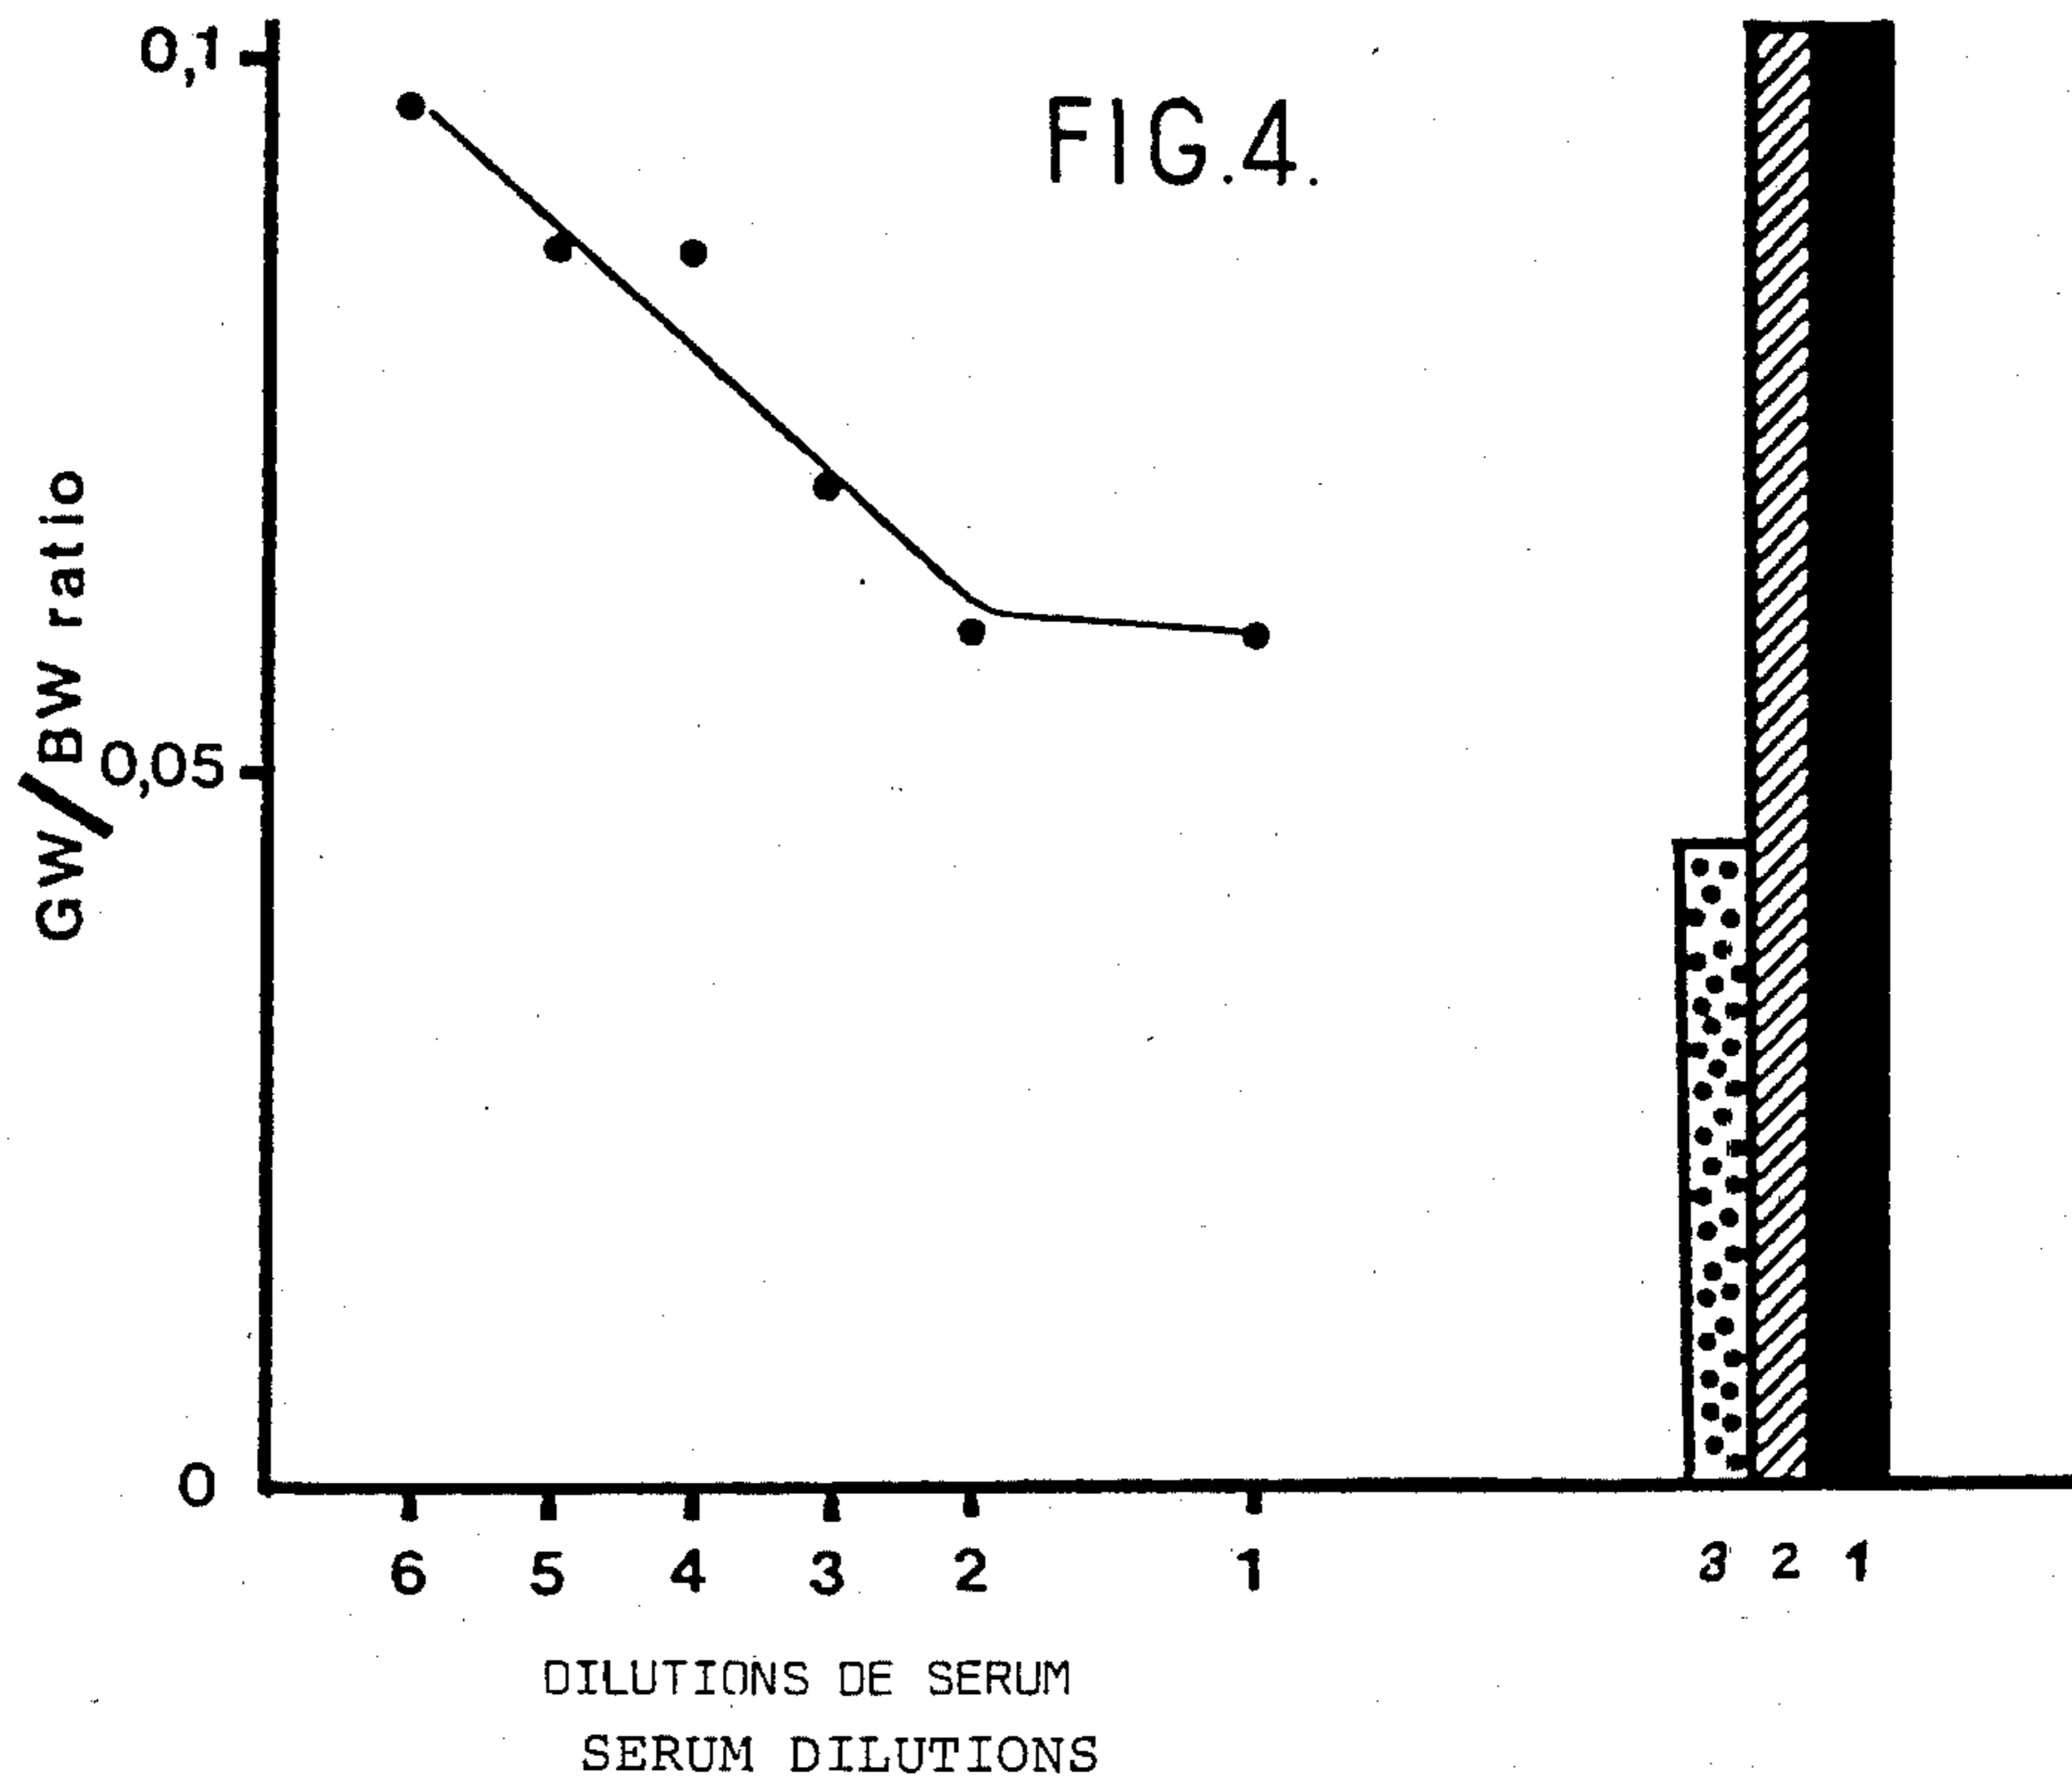 0,1
FIG.4.
GW/BW ratio
0,05
0
6 5 4 3 2 1 3 2 1
DILUTIONS DE SERUM
SERUM DILUTIONS